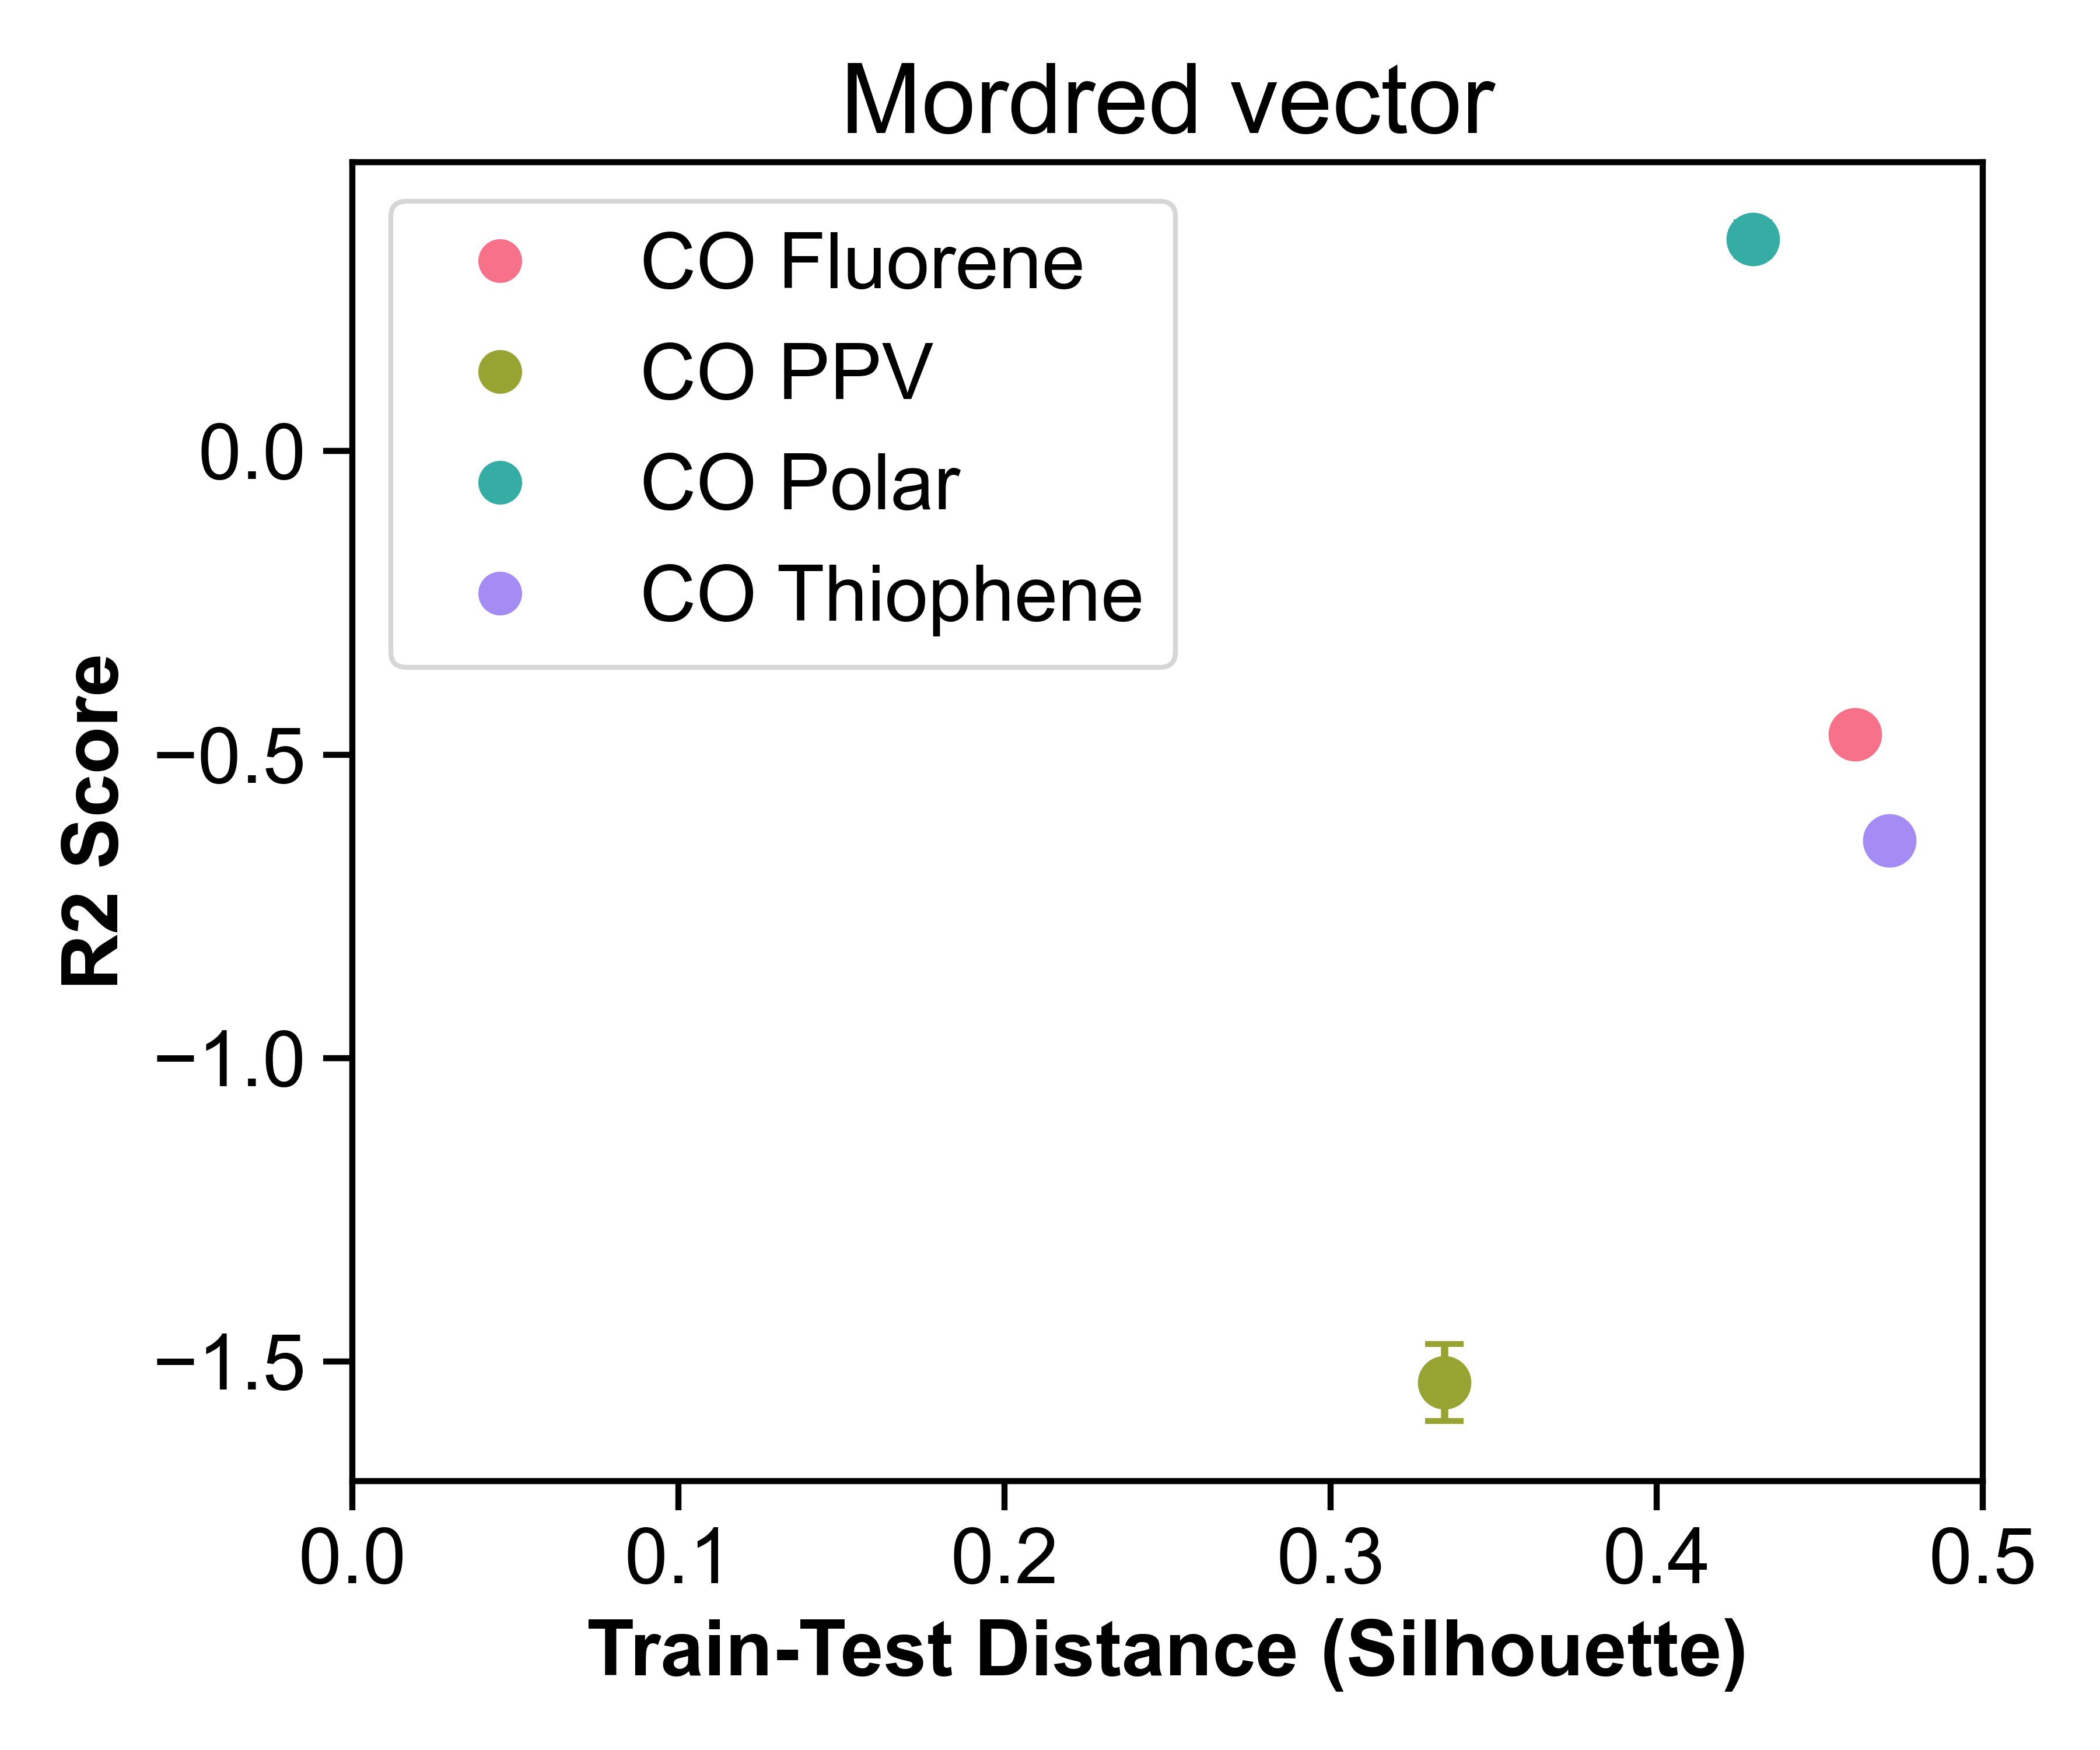 Mordred vector
CO Fluorene
CO PPV
CO Polar
CO Thiophene
0.0
−0.5
−1.0
−1.5
R2 Score
0.0 0.1 0.2 0.3 0.4 0.5
Train-Test Distance (Silhouette)